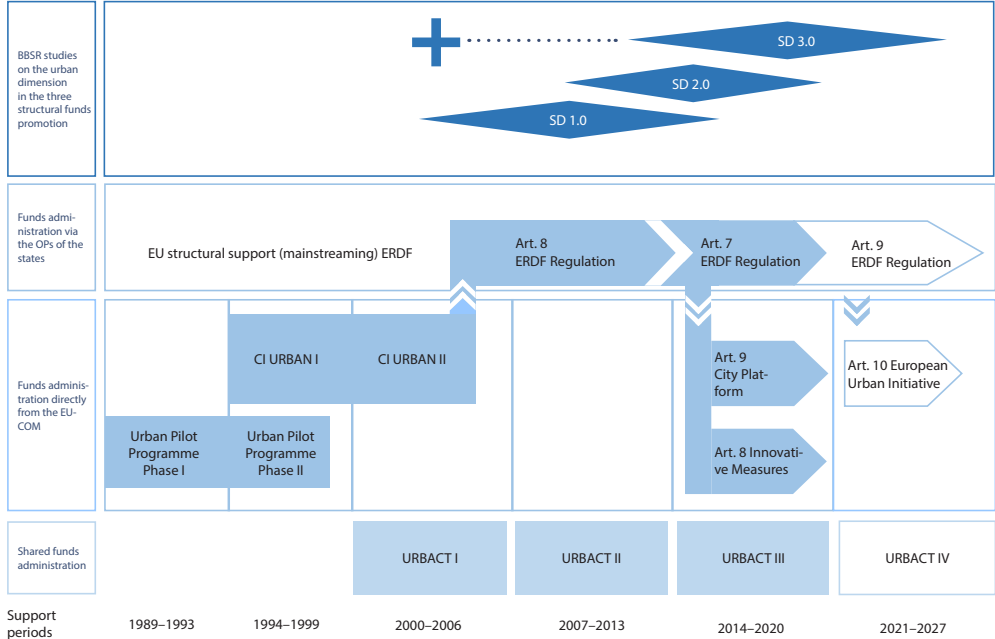 BBSR studies
on the urban
dimension
in the three
structural funds
promotion
SD 3.0
SD 2.0
SD 1.0
Funds admi-
nistration via
the OPs of the
states
EU structural support (mainstreaming) ERDF
Art. 8
ERDF Regulation
Art. 7
ERDF Regulation
Art. 9
ERDF Regulation
Funds adminis-
tration directly
from the EU-
COM
CI URBAN I
CI URBAN II
Urban Pilot
Programme
Phase I
Urban Pilot
Programme
Phase II
Art. 9
City Plat-
form
Art. 8 Innovati-
ve Measures
Art. 10 European
Urban Initiative
Shared funds
administration
URBACT I
URBACT II
URBACT III
URBACT IV
Support
periods
1989–1993
1994–1999
2000–2006
2007–2013
2014–2020
2021–2027